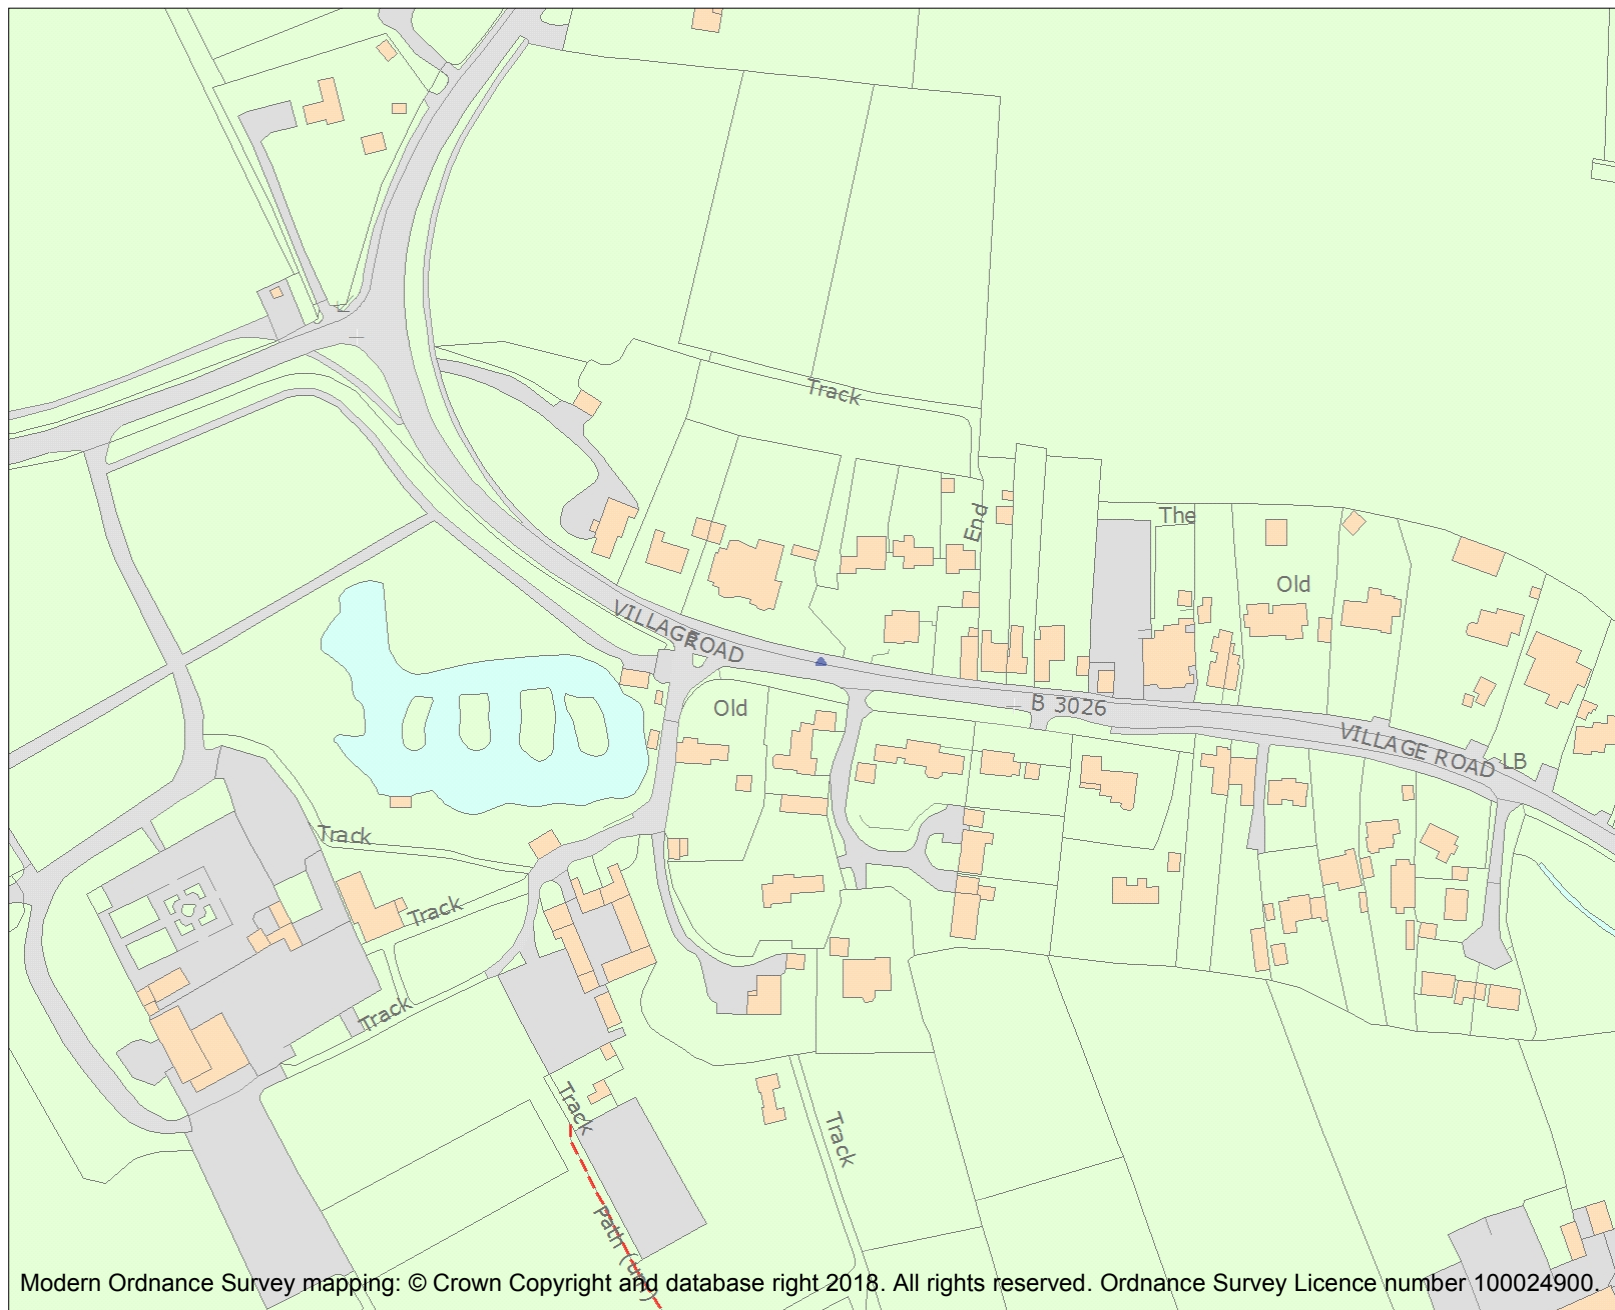 Track
End
The
Old
VILLAGE
ROAD
Old
B 3026
VILLAGE ROAD
LB
Track
Track
Track
Track
Track
Path (um)
Modern Ordnance Survey mapping: © Crown Copyright and database right 2018. All rights reserved. Ordnance Survey Licence number 100024900.